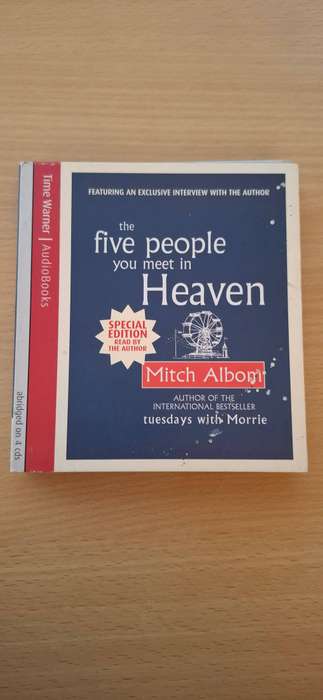 Time Warner | AudioBooks
abridged on 4 cds
FEATURING AN EXCLUSIVE INTERVIEW WITH THE AUTHOR
the
five people
you meet in
Heaven
SPECIAL
EDITION
READ BY
THE AUTHOR
Mitch Albom
AUTHOR OF THE
INTERNATIONAL BESTSELLER
tuesdays with Morrie